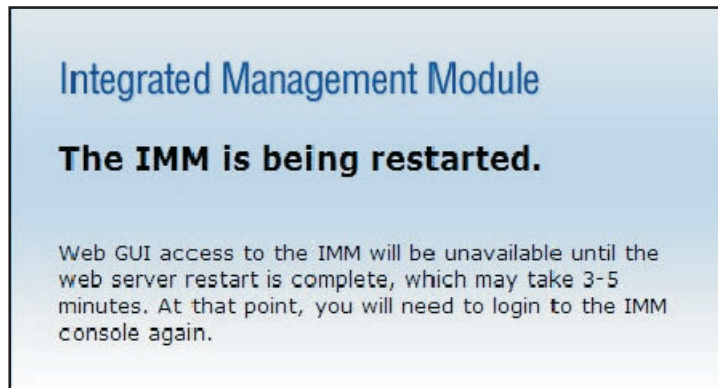 Integrated Management Module
The IMM is being restarted.
Web GUI access to the IMM will be unavailable until the
web server restart is complete, which may take 3-5
minutes. At that point, you will need to login to the IMM
console again.